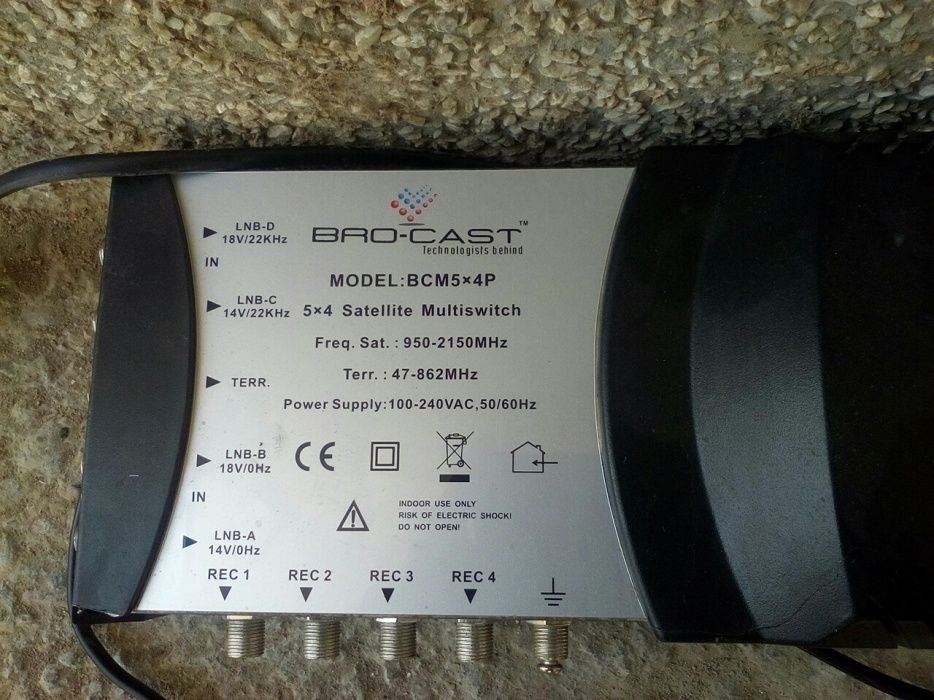 BRO-CAST™
Technologists behind
MODEL:BCM5×4P
5×4 Satellite Multiswitch
Freq. Sat. : 950-2150MHz
Terr. : 47-862MHz
Power Supply:100-240VAC,50/60Hz
LNB-D
18V/22KHz
IN
LNB-C
14V/22KHz
TERR.
LNB-B
18V/0Hz
IN
LNB-A
14V/0Hz
CE
INDOOR USE ONLY
RISK OF ELECTRIC SHOCK!
DO NOT OPEN!
REC 1 REC 2 REC 3 REC 4